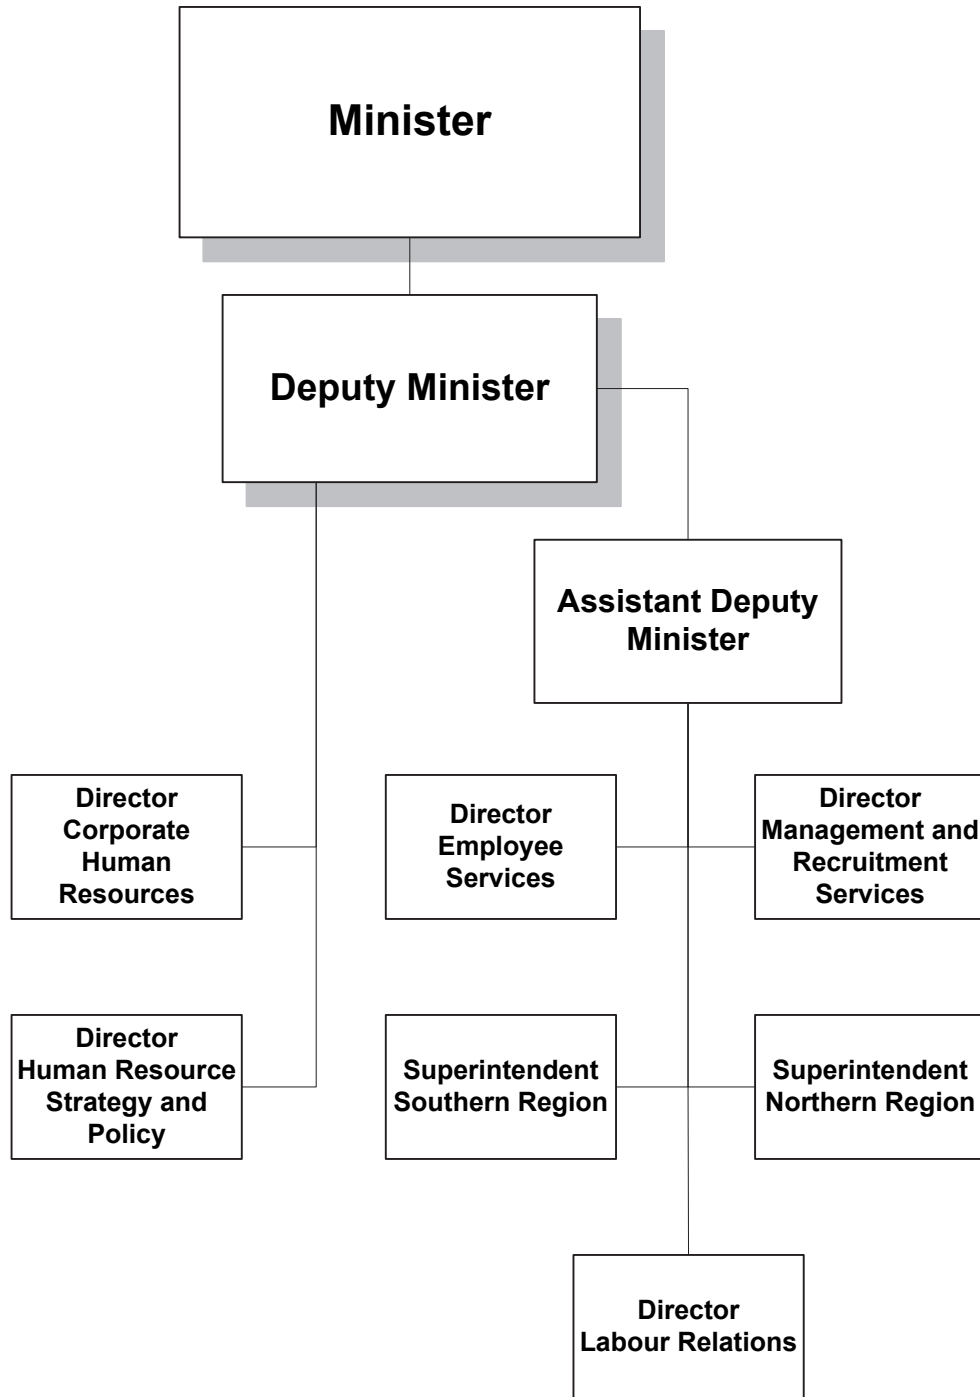 Minister
Deputy Minister
Assistant Deputy
Minister
Director
Corporate
Human
Resources
Director
Employee
Services
Director
Management and
Recruitment
Services
Director
Human Resource
Strategy and
Policy
Superintendent
Southern Region
Superintendent
Northern Region
Director
Labour Relations